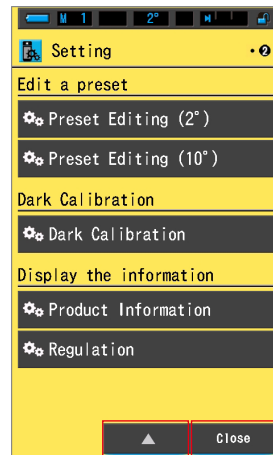 M 1 2°
Setting •❷
Edit a preset
Preset Editing (2°)
Preset Editing (10°)
Dark Calibration
Dark Calibration
Display the information
Product Information
Regulation
▲ Close